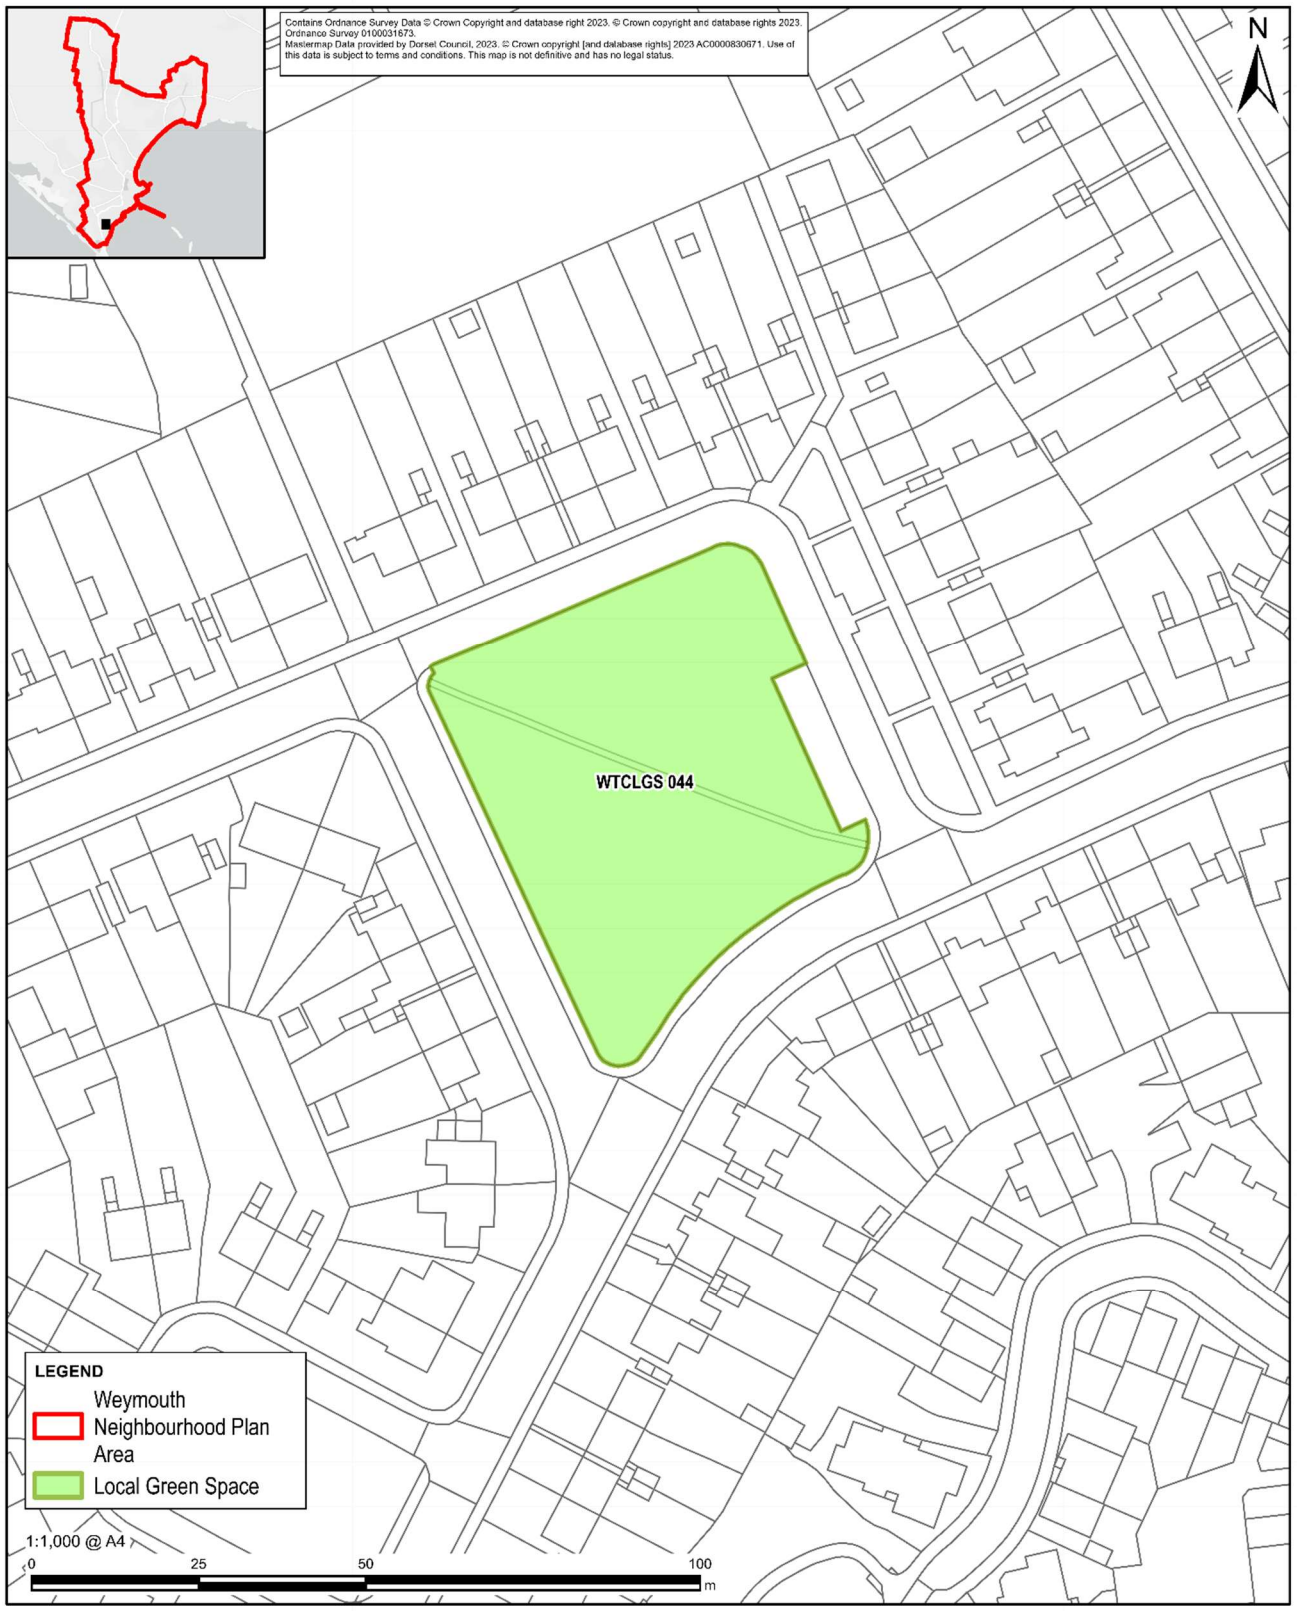 Contains Ordnance Survey Data © Crown Copyright and database right 2023. © Crown copyright and database rights 2023.
Ordnance Survey 0100031673.
Mastermap Data provided by Dorset Council, 2023. © Crown copyright [and database rights] 2023 AC0000830671. Use of
this data is subject to terms and conditions. This map is not definitive and has no legal status.
N
WTCLGS 044
LEGEND
Weymouth
Neighbourhood Plan
Area
Local Green Space
1:1,000 @ A4
0 25 50 100
m